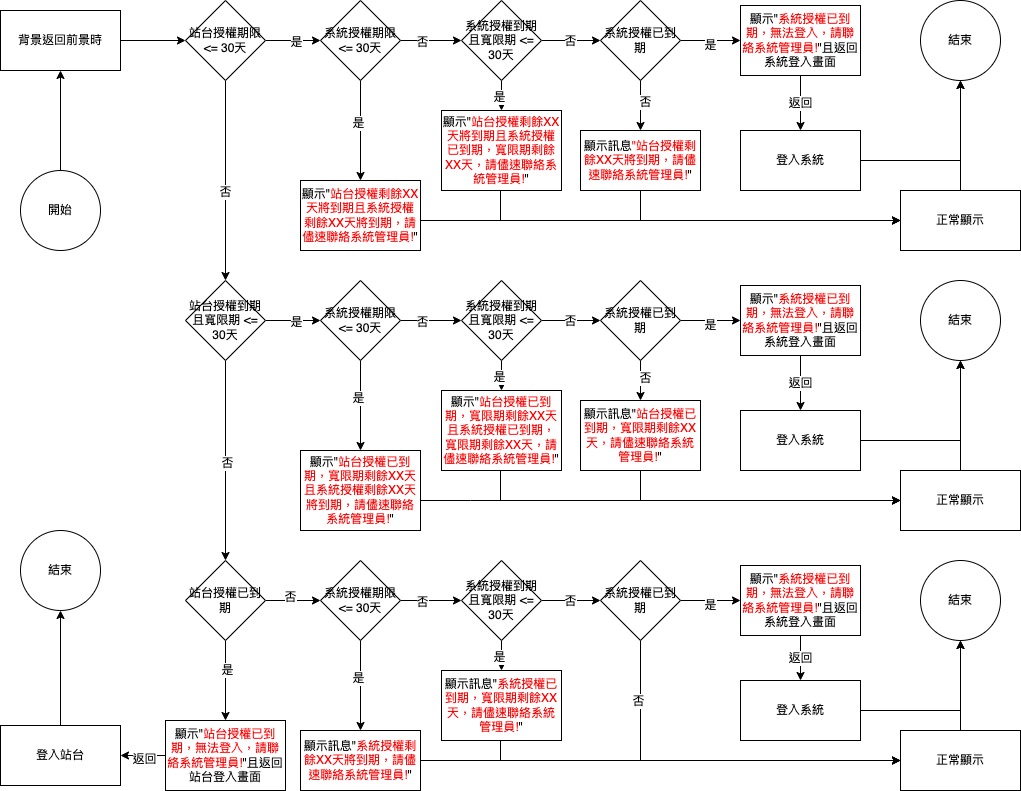 背景返回前景時
站台授權期限
<= 30天
是
系統授權期限
<= 30天
否
系統授權到期
且寬限期 <=
30天
否
系統授權已到
期
是
顯示"系統授權已到
期，無法登入，請聯
絡系統管理員!"且返回
系統登入畫面
結束
是
是
否
返回
顯示"站台授權剩餘XX
天將到期且系統授權
已到期，寬限期剩餘
XX天，請儘速聯絡系
統管理員!"
顯示訊息"站台授權剩
餘XX天將到期，請儘
速聯絡系統管理員!"
登入系統
開始
否
顯示"站台授權剩餘XX
天將到期且系統授權
剩餘XX天將到期，請
儘速聯絡系統管理員!"
正常顯示
站台授權到期
且寬限期 <=
30天
是
系統授權期限
<= 30天
否
系統授權到期
且寬限期 <=
30天
否
系統授權已到
期
是
顯示"系統授權已到
期，無法登入，請聯
絡系統管理員!"且返回
系統登入畫面
結束
是
是
否
返回
顯示"站台授權已到
期，寬限期剩餘XX天
且系統授權已到期，
寬限期剩餘XX天，請
儘速聯絡系統管理員!"
顯示訊息"站台授權已
到期，寬限期剩餘XX
天，請儘速聯絡系統
管理員!"
登入系統
否
顯示"站台授權已到
期，寬限期剩餘XX天
且系統授權剩餘XX天
將到期，請儘速聯絡
系統管理員!"
正常顯示
結束
站台授權已到
期
否
系統授權期限
<= 30天
否
系統授權到期
且寬限期 <=
30天
否
系統授權已到
期
是
顯示"系統授權已到
期，無法登入，請聯
絡系統管理員!"且返回
系統登入畫面
結束
是
是
是
否
返回
顯示訊息"系統授權已
到期，寬限期剩餘XX
天，請儘速聯絡系統
管理員!"
登入系統
登入站台
返回
顯示"站台授權已到
期，無法登入，請聯
絡系統管理員!"且返回
站台登入畫面
顯示訊息"系統授權剩
餘XX天將到期，請儘
速聯絡系統管理員!"
正常顯示